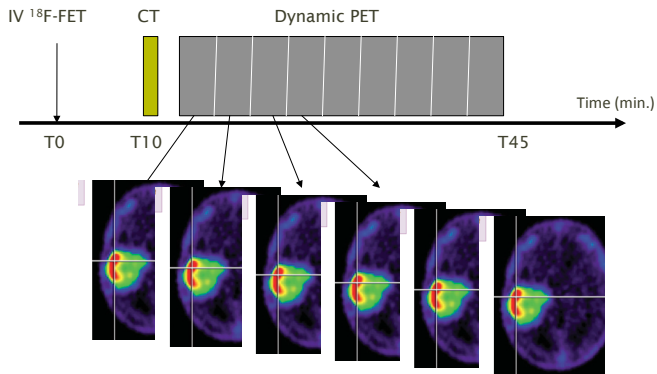 IV ¹⁸F-FET
CT
Dynamic PET
Time (min.)
T0
T10
T45